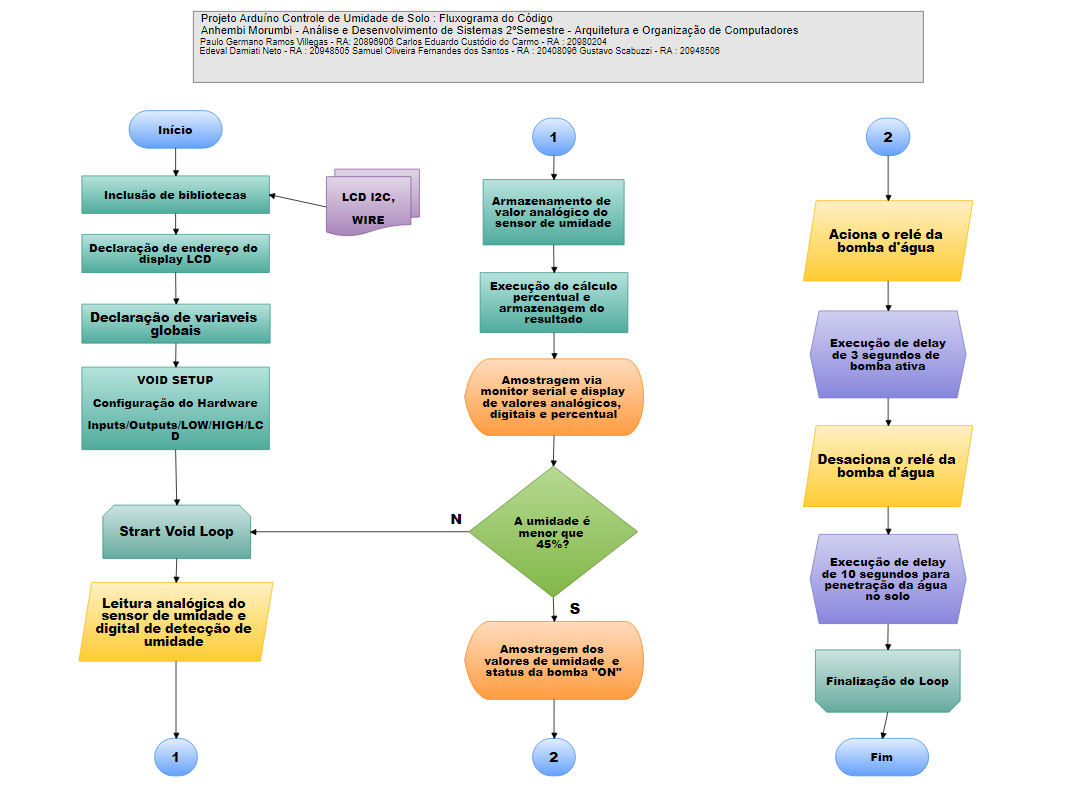 Projeto Arduíno Controle de Umidade de Solo : Fluxograma do Código
Anhembi Morumbi - Análise e Desenvolvimento de Sistemas 2ºSemestre - Arquitetura e Organização de Computadores
Paulo Germano Ramos Villegas - RA: 20896906 Carlos Eduardo Custódio do Carmo - RA : 20980204
Edeval Damiati Neto - RA : 20948505 Samuel Oliveira Fernandes dos Santos - RA : 20408096 Gustavo Scabuzzi - RA : 20948506
Início
Inclusão de bibliotecas
LCD I2C,
WIRE
Declaração de endereço do
display LCD
Declaração de variaveis
globais
VOID SETUP
Configuração do Hardware
Inputs/Outputs/LOW/HIGH/LC
D
Strart Void Loop
Leitura analógica do
sensor de umidade e
digital de detecção de
umidade
1
1
Armazenamento de
valor analógico do
sensor de umidade
Execução do cálculo
percentual e
armazenagem do
resultado
Amostragem via
monitor serial e display
de valores analógicos,
digitais e percentual
A umidade é
menor que
45%?
N
S
Amostragem dos
valores de umidade e
status da bomba "ON"
2
2
Aciona o relé da
bomba d'água
Execução de delay
de 3 segundos de
bomba ativa
Desaciona o relé da
bomba d'água
Execução de delay
de 10 segundos para
penetração da água
no solo
Finalização do Loop
Fim